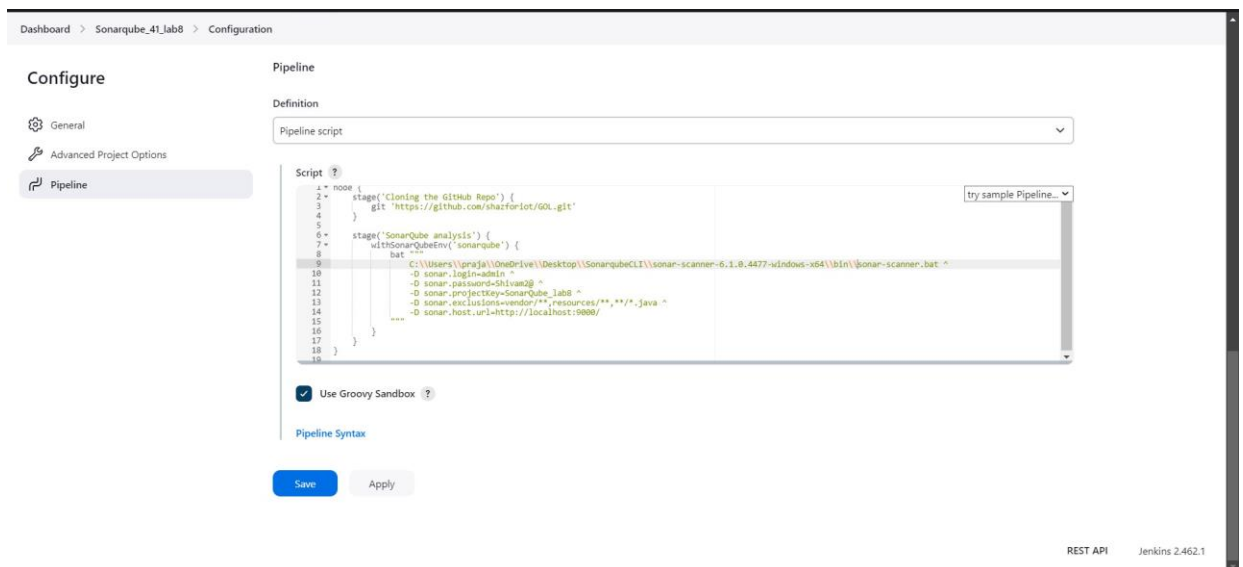 Dashboard > Sonarqube_41_lab8 > Configuration
Configure
General
Advanced Project Options
Pipeline
Pipeline
Definition
Pipeline script
Script ?
try sample Pipeline...
1 node {
2 stage('Cloning the GitHub Repo') {
3 git 'https://github.com/shazforiot/GOL.git'
4 }
5
6 stage('SonarQube analysis') {
7 withSonarQubeEnv('sonarqube') {
8 bat """
9 C:\\Users\\praja\\OneDrive\\Desktop\\SonarqubeCLI\\sonar-scanner-6.1.0.4477-windows-x64\\bin\\sonar-scanner.bat ^
10 -D sonar.login=admin ^
11 -D sonar.password=Shivam2@ ^
12 -D sonar.projectKey=SonarQube_lab8 ^
13 -D sonar.exclusions=vendor/**,resources/**,**/*.java ^
14 -D sonar.host.url=http://localhost:9000/
15 """
16 }
17 }
18 }
19
Use Groovy Sandbox ?
Pipeline Syntax
Save Apply
REST API Jenkins 2.462.1